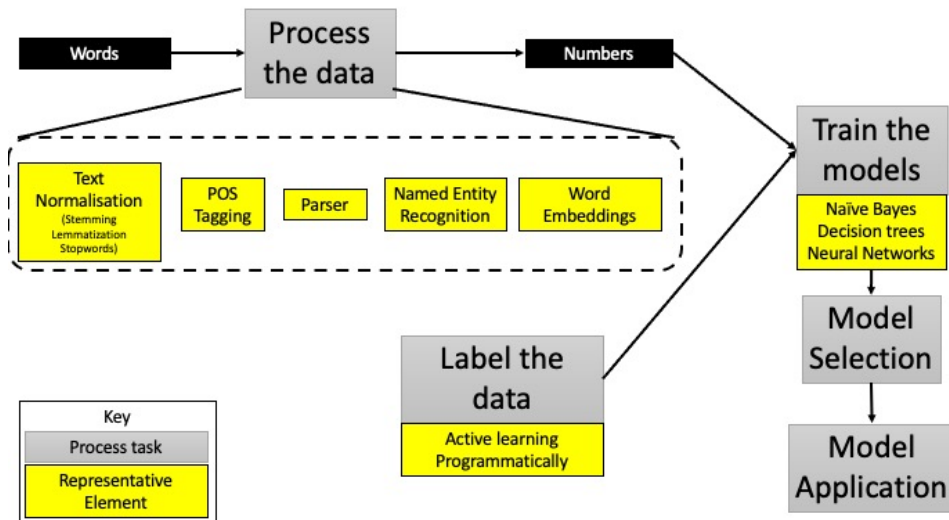 Words
Process
the data
Numbers
Text
Normalisation
(Stemming
Lemmatization
Stopwords)
POS
Tagging
Parser
Named Entity
Recognition
Word
Embeddings
Train the
models
Naïve Bayes
Decision trees
Neural Networks
Label the
data
Active learning
Programmatically
Model
Selection
Model
Application
Key
Process task
Representative
Element